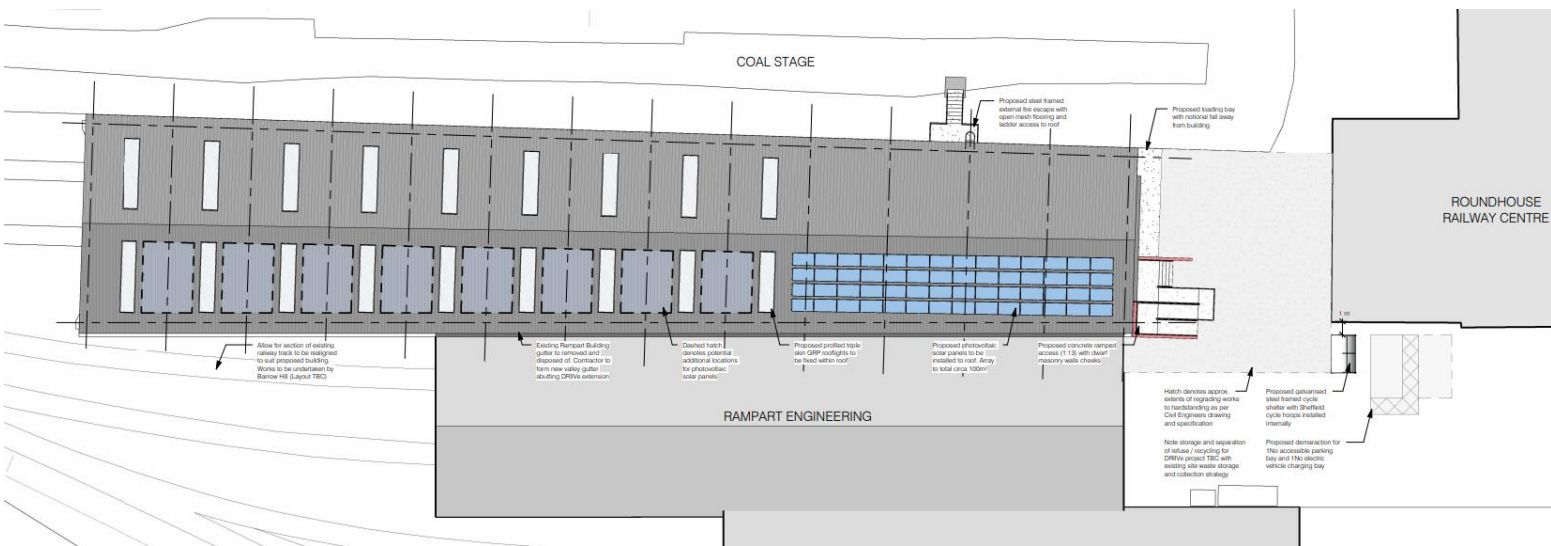 COAL STAGE
Proposed steel framed
external fire escape with
open mesh flooring and
ladder access to roof
Proposed loading bay
with notional fall away
from building
ROUNDHOUSE
RAILWAY CENTRE
1 m
Allow for section of existing
railway track to be realigned
to suit proposed building.
Works to be undertaken by
Barrow Hill (Layout TBC)
Existing Rampart Building
gutter to removed and
disposed of. Contractor to
form new valley gutter
abutting DRIIVe extension
Dashed hatch
denotes potential
additional locations
for photovoltaic
solar panels
Proposed profiled triple
skin GRP rooflights to
be fixed within roof
Proposed photovoltaic
solar panels to be
installed to roof. Array
to total circa 100m²
Proposed concrete ramped
access (1:13) with dwarf
masonry walls cheeks
RAMPART ENGINEERING
Hatch denotes approx.
extents of regrading works
to hardstanding as per
Civil Engineers drawing
and specification
Note storage and separation
of refuse / recycling for
DRIIVe project TBC with
existing site waste storage
and collection strategy
Proposed galvanised
steel framed cycle
shelter with Sheffield
cycle hoops installed
internally
Proposed demaraction for
1No accessible parking
bay and 1No electric
vehicle charging bay